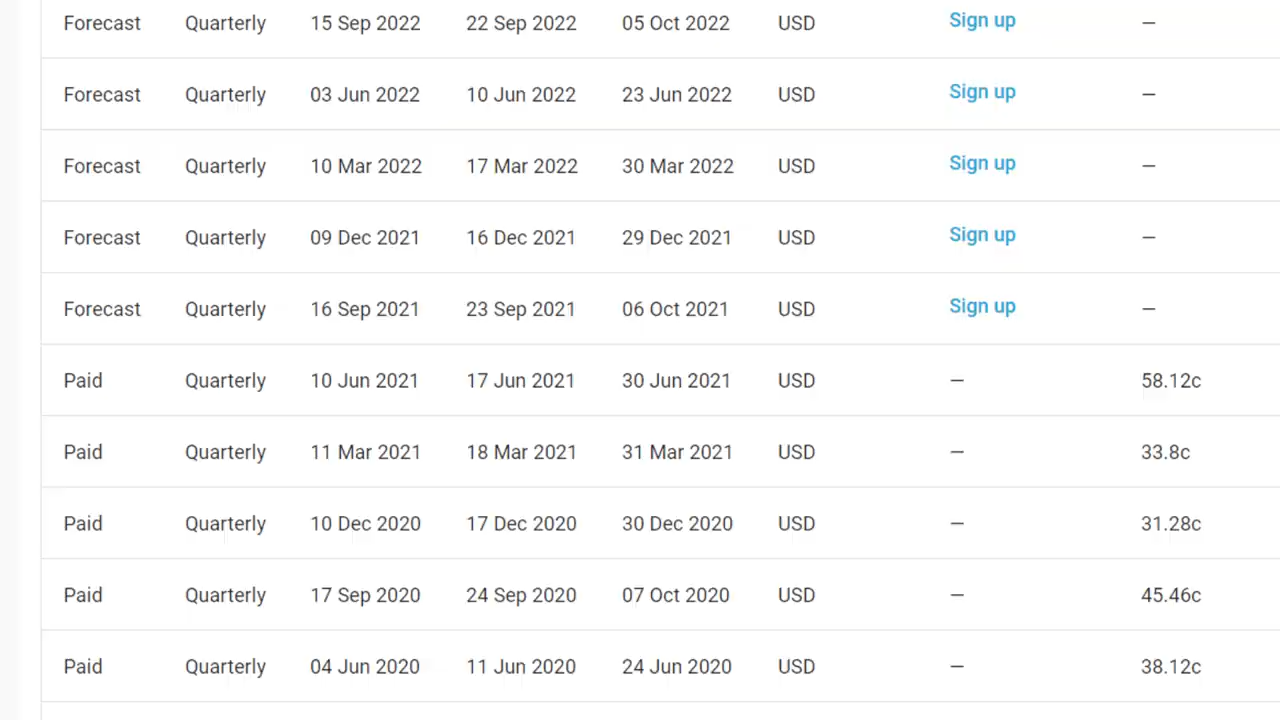 Forecast Quarterly 15 Sep 2022 22 Sep 2022 05 Oct 2022 USD Sign up –
Forecast Quarterly 03 Jun 2022 10 Jun 2022 23 Jun 2022 USD Sign up –
Forecast Quarterly 10 Mar 2022 17 Mar 2022 30 Mar 2022 USD Sign up –
Forecast Quarterly 09 Dec 2021 16 Dec 2021 29 Dec 2021 USD Sign up –
Forecast Quarterly 16 Sep 2021 23 Sep 2021 06 Oct 2021 USD Sign up –
Paid Quarterly 10 Jun 2021 17 Jun 2021 30 Jun 2021 USD – 58.12c
Paid Quarterly 11 Mar 2021 18 Mar 2021 31 Mar 2021 USD – 33.8c
Paid Quarterly 10 Dec 2020 17 Dec 2020 30 Dec 2020 USD – 31.28c
Paid Quarterly 17 Sep 2020 24 Sep 2020 07 Oct 2020 USD – 45.46c
Paid Quarterly 04 Jun 2020 11 Jun 2020 24 Jun 2020 USD – 38.12c